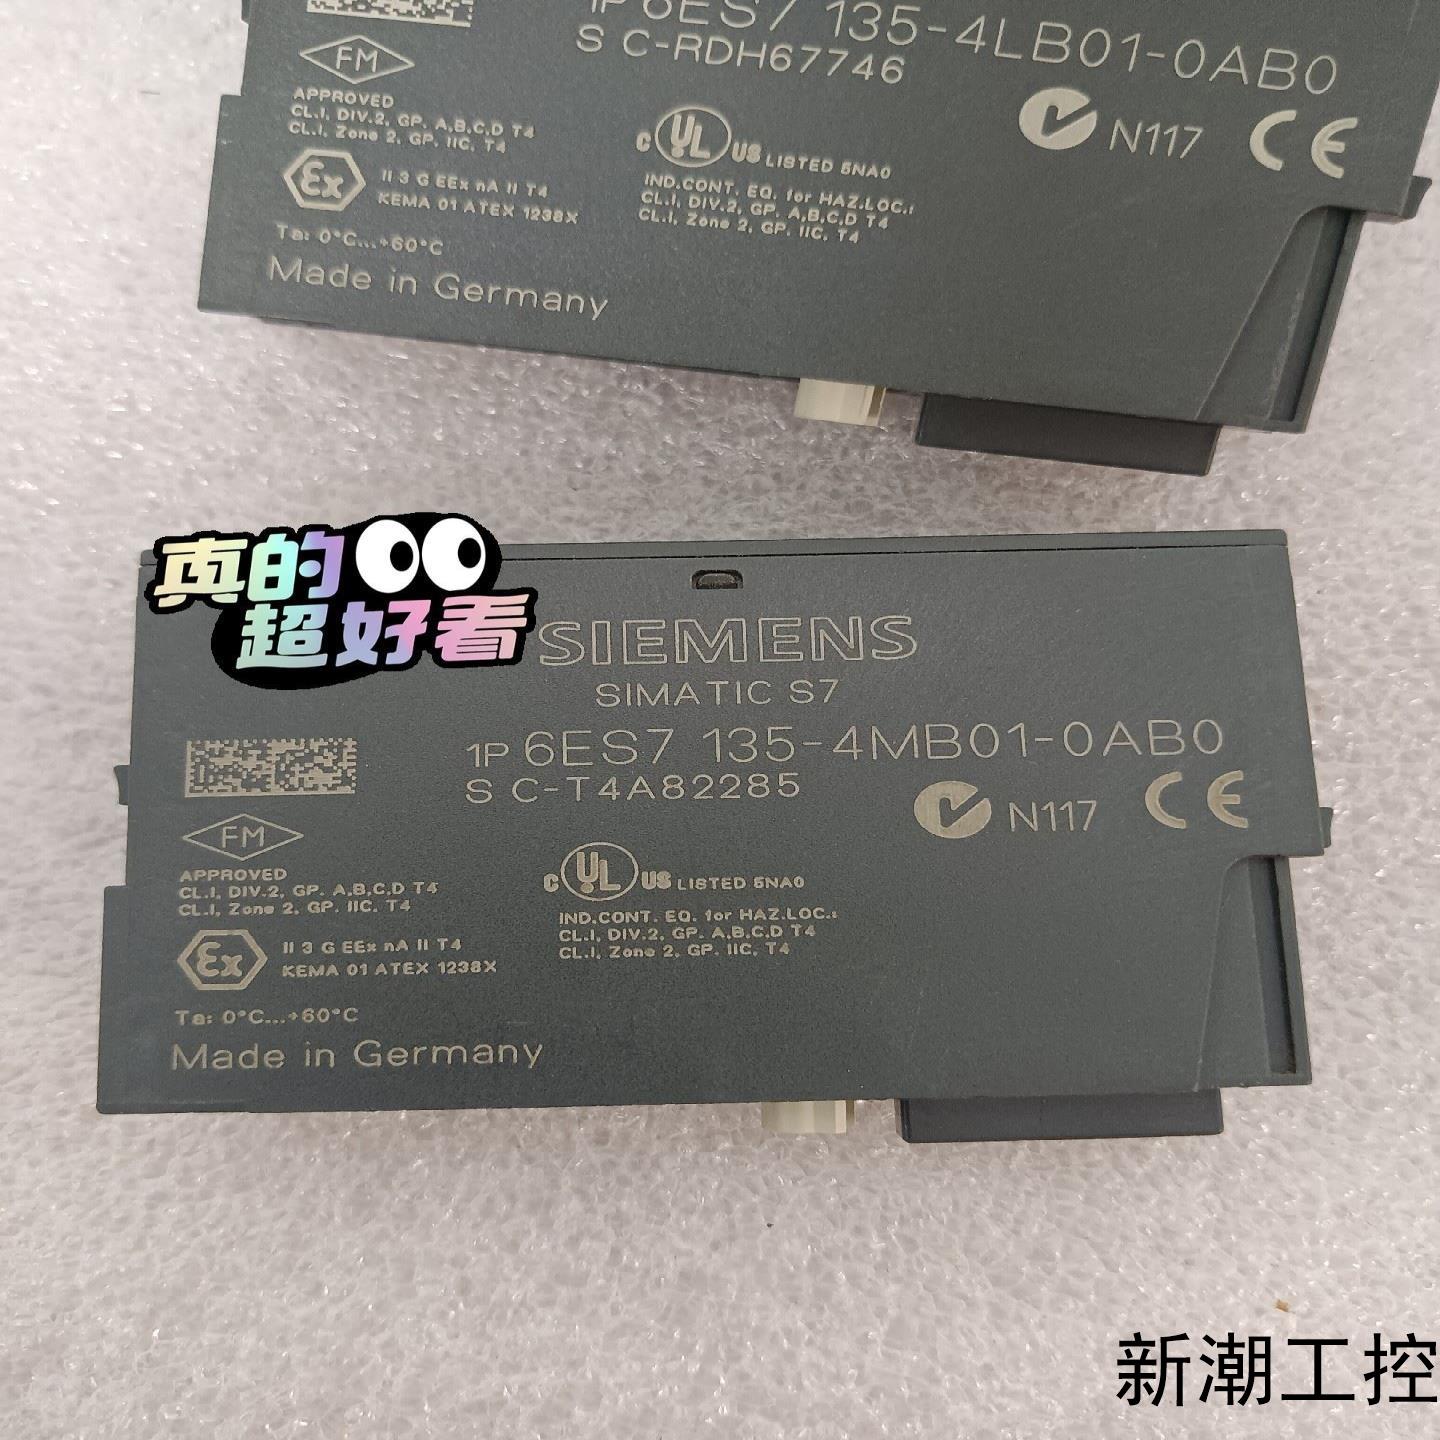 1P 6ES7 135-4LB01-0AB0
S C-RDH67746
FM
APPROVED
CL.I, DIV.2, GP. A,B,C,D T4
CL.I, Zone 2, GP. IIC, T4
Ex
II 3 G EEx nA II T4
KEMA 01 ATEX 1238X
Ta: 0°C...+60°C
Made in Germany
c UL US LISTED 5NA0
IND.CONT. EQ. for HAZ.LOC.:
CL.I, DIV.2, GP. A,B,C,D T4
CL.I, Zone 2, GP. IIC, T4
N117 CE
真的
超好看
SIEMENS
SIMATIC S7
1P 6ES7 135-4MB01-0AB0
S C-T4A82285
N117 CE
FM
APPROVED
CL.I, DIV.2, GP. A,B,C,D T4
CL.I, Zone 2, GP. IIC, T4
Ex
II 3 G EEx nA II T4
KEMA 01 ATEX 1238X
c UL US LISTED 5NA0
IND.CONT. EQ. for HAZ.LOC.:
CL.I, DIV.2, GP. A,B,C,D T4
CL.I, Zone 2, GP. IIC, T4
Ta: 0°C...+60°C
Made in Germany
新潮工控